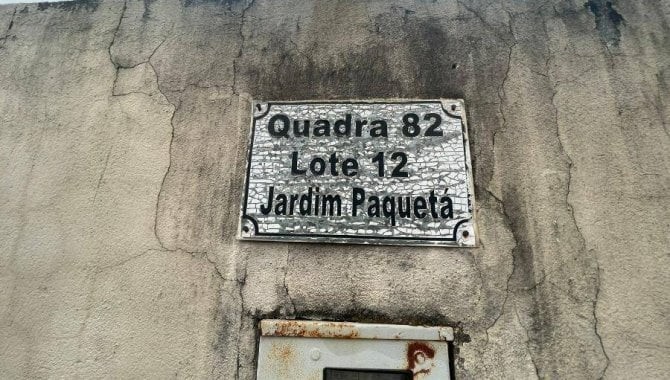 Quadra 82
Lote 12
Jardim Paquetá